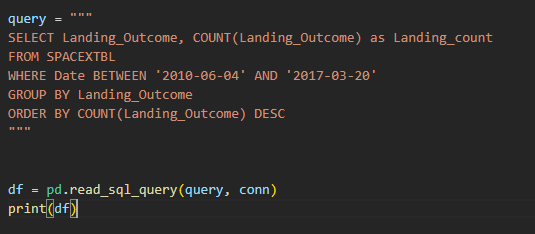 query = """
SELECT Landing_Outcome, COUNT(Landing_Outcome) as Landing_count
FROM SPACEXTBL
WHERE Date BETWEEN '2010-06-04' AND '2017-03-20'
GROUP BY Landing_Outcome
ORDER BY COUNT(Landing_Outcome) DESC
"""
df = pd.read_sql_query(query, conn)
print(df)